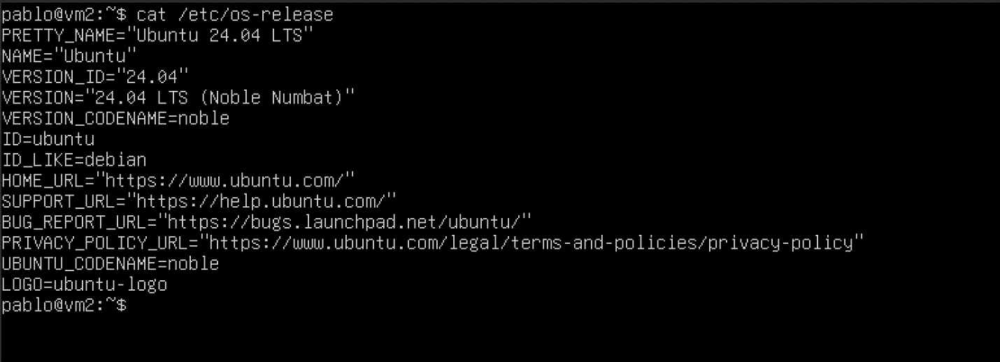 pablo@vm2:~$ cat /etc/os-release
PRETTY_NAME="Ubuntu 24.04 LTS"
NAME="Ubuntu"
VERSION_ID="24.04"
VERSION="24.04 LTS (Noble Numbat)"
VERSION_CODENAME=noble
ID=ubuntu
ID_LIKE=debian
HOME_URL="https://www.ubuntu.com/"
SUPPORT_URL="https://help.ubuntu.com/"
BUG_REPORT_URL="https://bugs.launchpad.net/ubuntu/"
PRIVACY_POLICY_URL="https://www.ubuntu.com/legal/terms-and-policies/privacy-policy"
UBUNTU_CODENAME=noble
LOGO=ubuntu-logo
pablo@vm2:~$